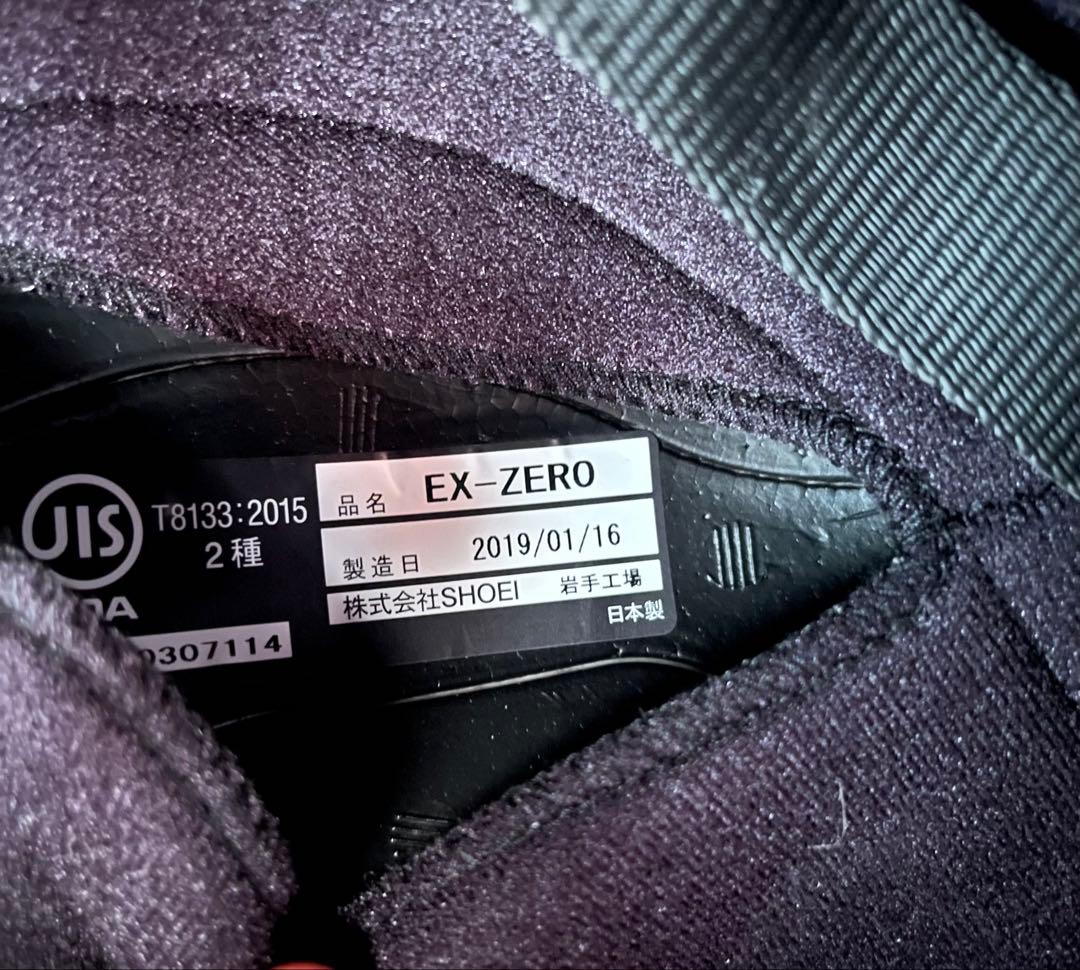 JIS
T8133:2015
2種
0307114
品名 EX-ZERO
製造日 2019/01/16
株式会社SHOEI 岩手工場
日本製